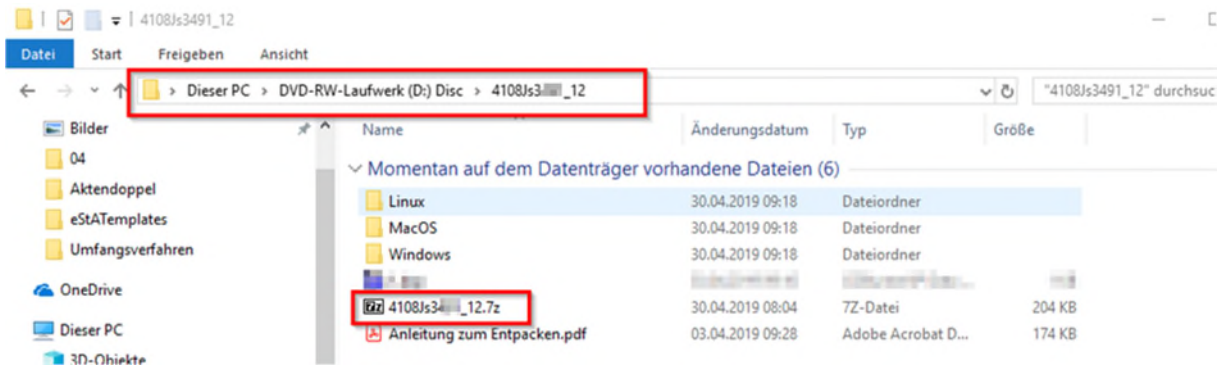 4108Js3491_12
Datei Start Freigeben Ansicht
Dieser PC > DVD-RW-Laufwerk (D:) Disc > 4108Js3 _12 "4108Js3491_12" durchsuc
Bilder Name Änderungsdatum Typ Größe
04 Momentan auf dem Datenträger vorhandene Dateien (6)
Aktendoppel Linux 30.04.2019 09:18 Dateiordner
eStATemplates MacOS 30.04.2019 09:18 Dateiordner
Umfangsverfahren Windows 30.04.2019 09:18 Dateiordner
OneDrive
7z 4108Js34 _12.7z 30.04.2019 08:04 7Z-Datei 204 KB
Dieser PC Anleitung zum Entpacken.pdf 03.04.2019 09:28 Adobe Acrobat D... 174 KB
3D-Objekte